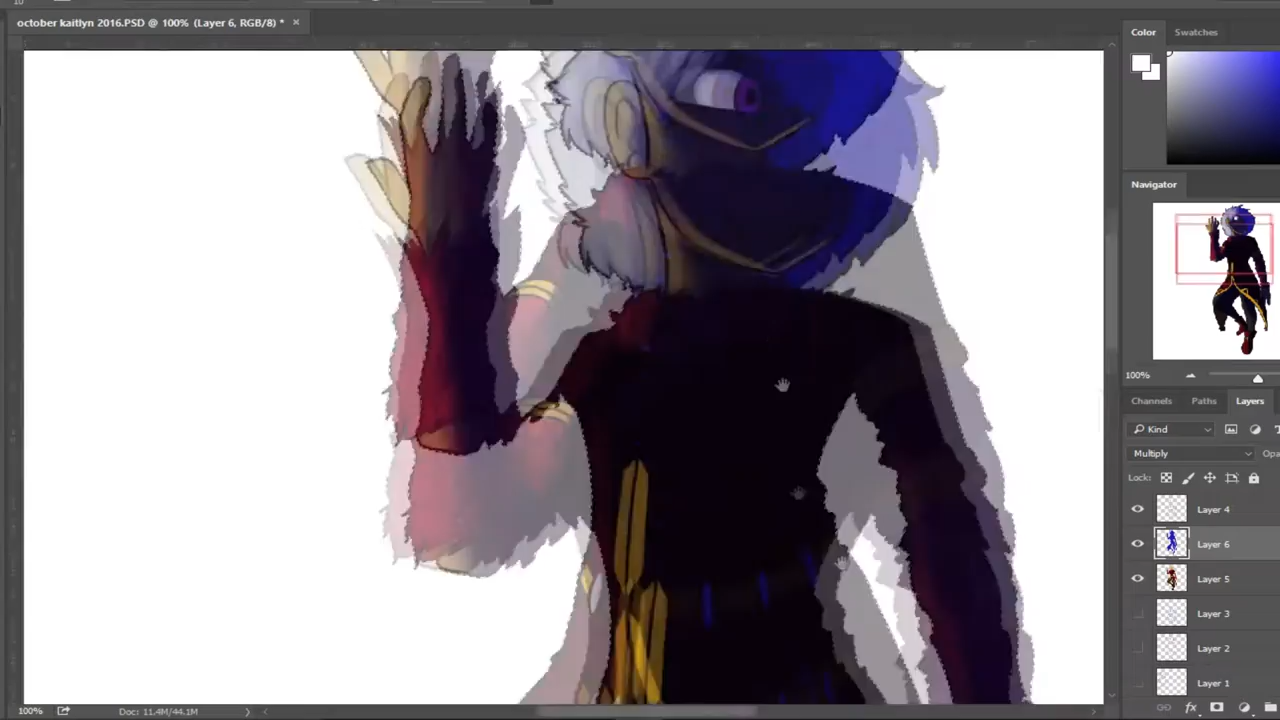 10
october kaitlyn 2016.PSD @ 100% (Layer 6, RGB/8) * ×
Color Swatches
Navigator
100%
Channels Paths Layers
Kind
Multiply Opa
Lock:
Layer 4
Layer 6
Layer 5
Layer 3
Layer 2
Layer 1
fx
100% Doc: 11.4M/44.1M